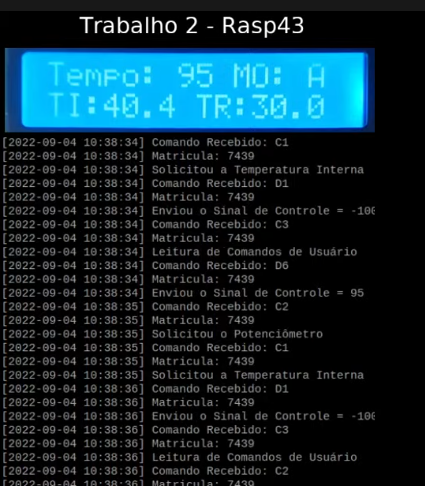 Trabalho 2 - Rasp43
Tempo: 95 MO: A
TI:40.4 TR:30.0
[2022-09-04 10:38:34] Comando Recebido: C1
[2022-09-04 10:38:34] Matricula: 7439
[2022-09-04 10:38:34] Solicitou a Temperatura Interna
[2022-09-04 10:38:34] Comando Recebido: D1
[2022-09-04 10:38:34] Matricula: 7439
[2022-09-04 10:38:34] Enviou o Sinal de Controle = -100
[2022-09-04 10:38:34] Comando Recebido: C3
[2022-09-04 10:38:34] Matricula: 7439
[2022-09-04 10:38:34] Leitura de Comandos de Usuário
[2022-09-04 10:38:34] Comando Recebido: D6
[2022-09-04 10:38:34] Matricula: 7439
[2022-09-04 10:38:34] Enviou o Sinal de Controle = 95
[2022-09-04 10:38:35] Comando Recebido: C2
[2022-09-04 10:38:35] Matricula: 7439
[2022-09-04 10:38:35] Solicitou o Potenciômetro
[2022-09-04 10:38:35] Comando Recebido: C1
[2022-09-04 10:38:35] Matricula: 7439
[2022-09-04 10:38:35] Solicitou a Temperatura Interna
[2022-09-04 10:38:36] Comando Recebido: D1
[2022-09-04 10:38:36] Matricula: 7439
[2022-09-04 10:38:36] Enviou o Sinal de Controle = -100
[2022-09-04 10:38:36] Comando Recebido: C3
[2022-09-04 10:38:36] Matricula: 7439
[2022-09-04 10:38:36] Leitura de Comandos de Usuário
[2022-09-04 10:38:36] Comando Recebido: C2
[2022-09-04 10:38:36] Matricula: 7439